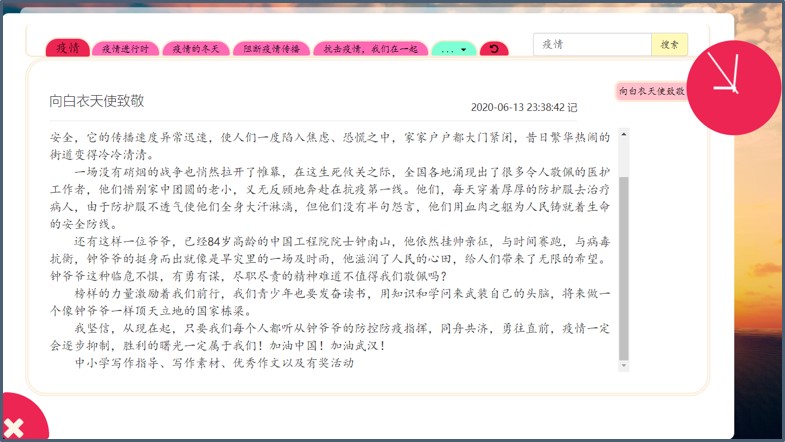 疫情
疫情进行时
疫情的冬天
阻断疫情传播
抗击疫情，我们在一起
...
疫情
搜索
向白衣天使致敬
向白衣天使致敬
2020-06-13 23:38:42 记
安全，它的传播速度异常迅速，使人们一度陷入焦虑、恐慌之中，家家户户都大门紧闭，昔日繁华热闹的
街道变得冷冷清清。
一场没有硝烟的战争也悄然拉开了帷幕，在这生死攸关之际，全国各地涌现出了很多令人敬佩的医护
工作者，他们惜别家中团圆的老小，义无反顾地奔赴在抗疫第一线。他们，每天穿着厚厚的防护服去治疗
病人，由于防护服不透气使他们全身大汗淋漓，但他们没有半句怨言，他们用血肉之躯为人民铸就着生命
的安全防线。
还有这样一位爷爷，已经84岁高龄的中国工程院院士钟南山，他依然挂帅亲征，与时间赛跑，与病毒
抗衡，钟爷爷的挺身而出就像是旱灾里的一场及时雨，他滋润了人民的心田，给人们带来了无限的希望。
钟爷爷这种临危不惧，有勇有谋，尽职尽责的精神难道不值得我们敬佩吗？
榜样的力量激励着我们前行，我们青少年也要发奋读书，用知识和学问来武装自己的头脑，将来做一
个像钟爷爷一样顶天立地的国家栋梁。
我坚信，从现在起，只要我们每个人都听从钟爷爷的防控防疫指挥，同舟共济，勇往直前，疫情一定
会逐步抑制，胜利的曙光一定属于我们！加油中国！加油武汉！
中小学写作指导、写作素材、优秀作文以及有奖活动